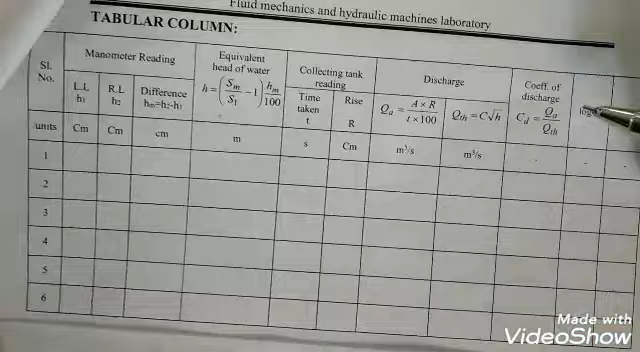 Fluid mechanics and hydraulic machines laboratory
TABULAR COLUMN:
SI. No.
Manometer Reading
Equivalent head of water
h = (Sm/S1 − 1) hm/100
Collecting tank reading
Discharge
Coeff. of discharge
Cd = Qa/Qth
log
L.L h1
R.L h2
Difference hm=h2-h1
Time taken t
Rise R
Qa = A × R / t × 100
Qth = C√h
units Cm Cm cm m s Cm m³/s m³/s - -
1
2
3
4
5
6
Made with
VideoShow